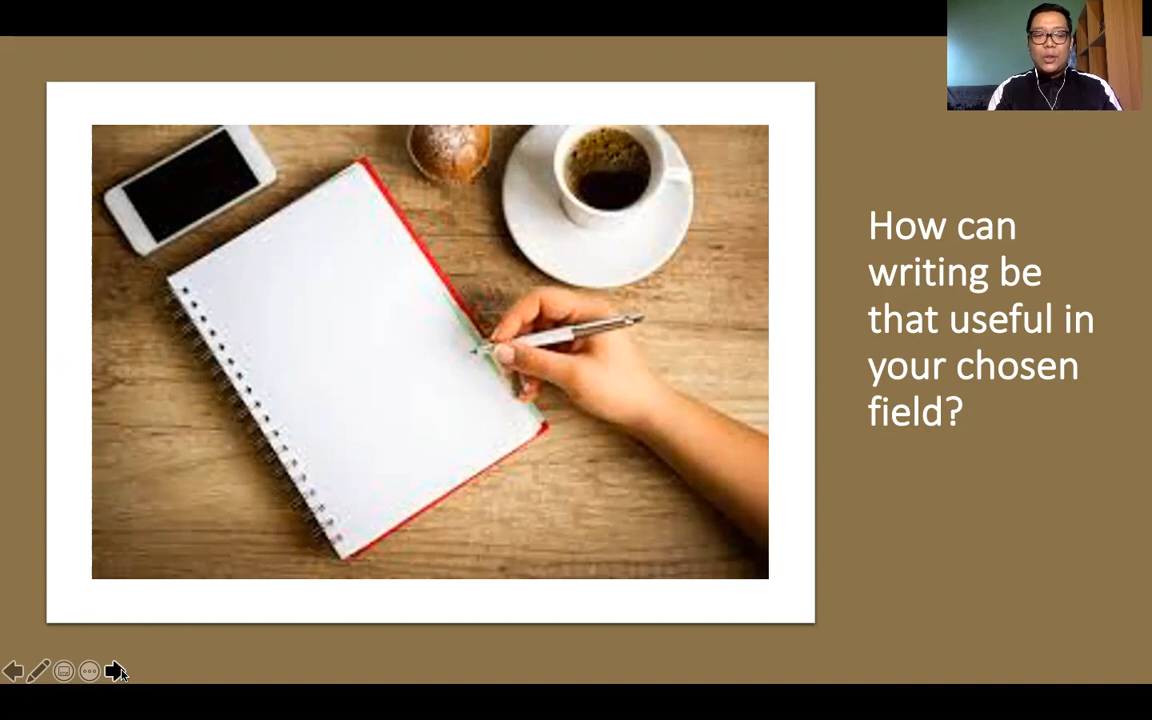 How can
writing be
that useful in
your chosen
field?